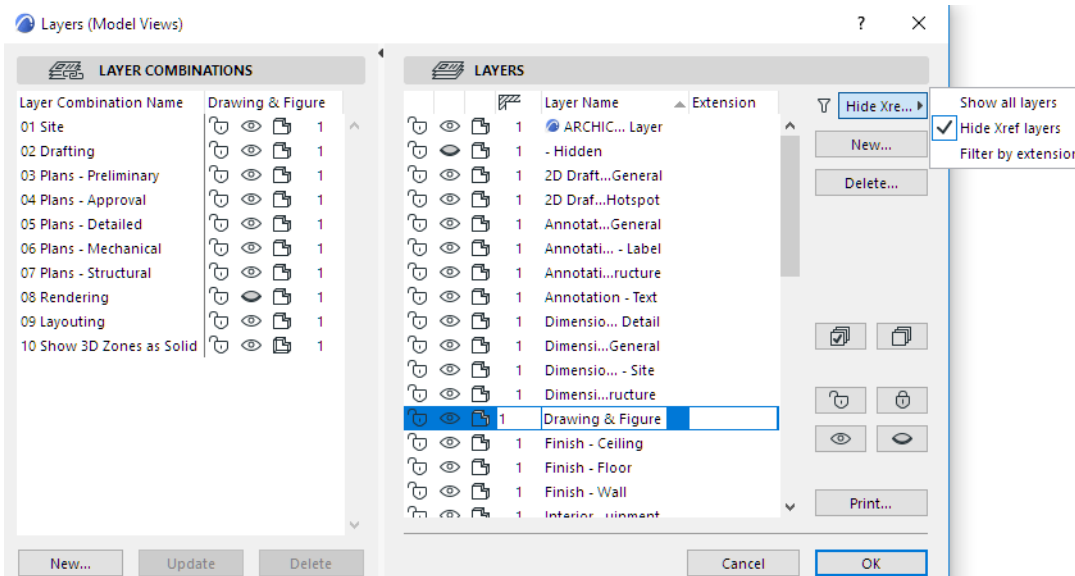 Layers (Model Views)
?
LAYER COMBINATIONS
Layer Combination Name Drawing & Figure
01 Site 1
02 Drafting 1
03 Plans - Preliminary 1
04 Plans - Approval 1
05 Plans - Detailed 1
06 Plans - Mechanical 1
07 Plans - Structural 1
08 Rendering 1
09 Layouting 1
10 Show 3D Zones as Solid 1
New... Update Delete
LAYERS
Layer Name Extension
1 ARCHIC... Layer
1 - Hidden
1 2D Draft...General
1 2D Draf...Hotspot
1 Annotat...General
1 Annotati... - Label
1 Annotati...ructure
1 Annotation - Text
1 Dimensio... Detail
1 Dimensi...General
1 Dimensio... - Site
1 Dimensi...ructure
1 Drawing & Figure
1 Finish - Ceiling
1 Finish - Floor
1 Finish - Wall
1 Interior...uipment
Hide Xre...
New...
Delete...
Print...
Cancel OK
Show all layers
Hide Xref layers
Filter by extension